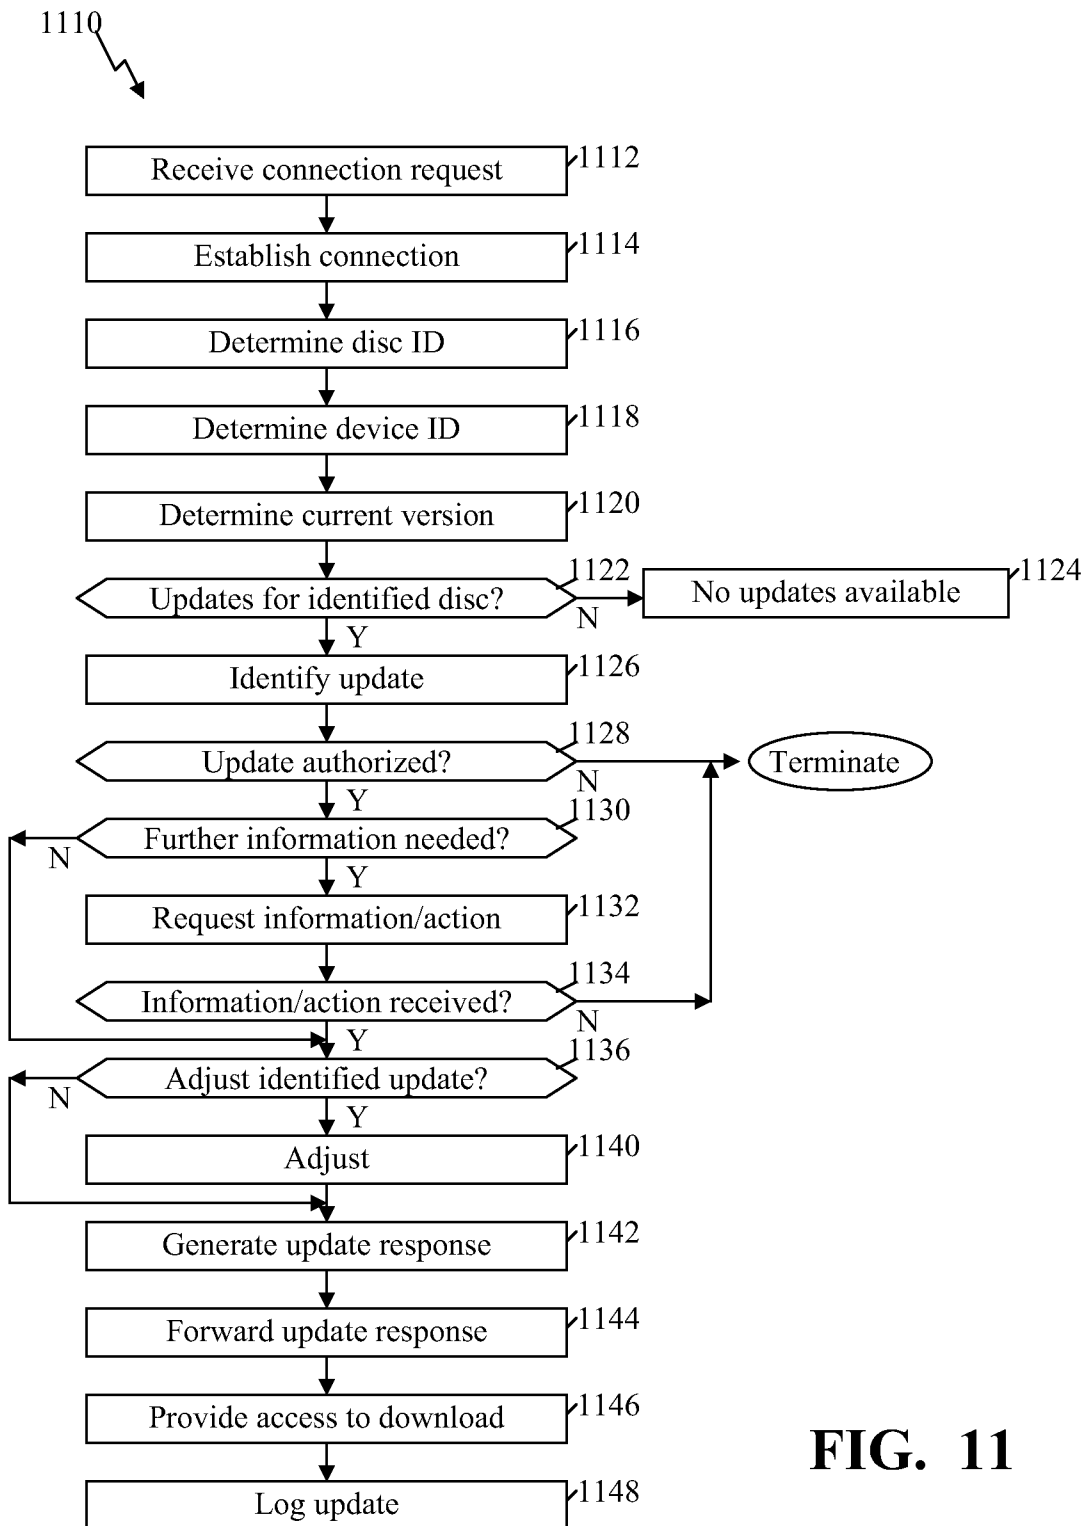 1110
Receive connection request
1112
Establish connection
1114
Determine disc ID
1116
Determine device ID
1118
Determine current version
1120
Updates for identified disc?
1122
N
Y
No updates available
1124
Identify update
1126
Update authorized?
1128
N
Y
Terminate
Further information needed?
1130
N
Y
Request information/action
1132
Information/action received?
1134
N
Y
Adjust identified update?
1136
N
Y
Adjust
1140
Generate update response
1142
Forward update response
1144
Provide access to download
1146
Log update
1148
FIG. 11